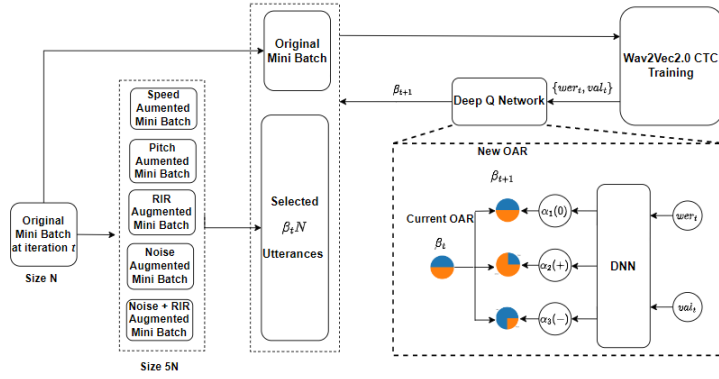 Original
Mini Batch
Wav2Vec2.0 CTC
Training
Speed
Aumented
Mini Batch
β_{t+1}
Deep Q Network
{wer_t, val_t}
Pitch
Aumented
Mini Batch
New OAR
β_{t+1}
Original
Mini Batch
at iteration t
Size N
RIR
Augmented
Mini Batch
Selected
β_t N
Utterances
Current OAR
β_t
α_1(0)
wer_t
Noise
Augmented
Mini Batch
α_2(+)
DNN
Noise + RIR
Augmented
Mini Batch
α_3(−)
val_t
Size 5N